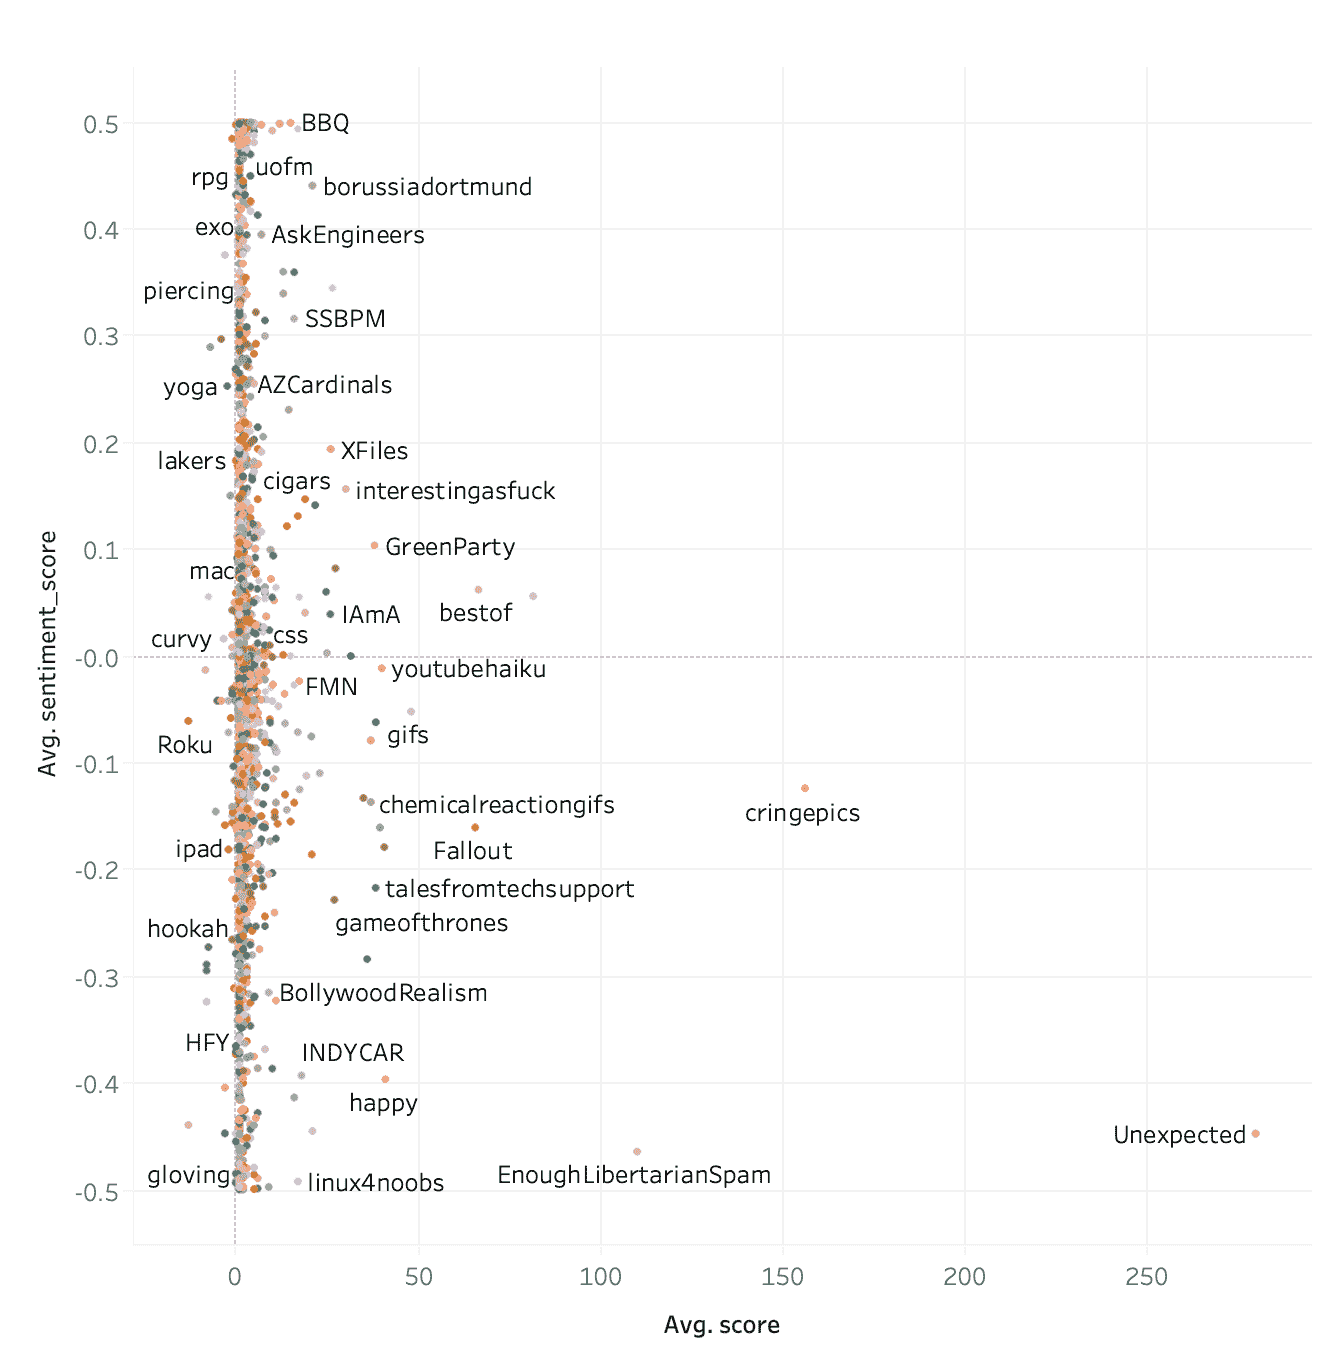 0.5
BBQ
uofm
rpg
borussiadortmund
0.4
exo
AskEngineers
piercing
SSBPM
0.3
yoga
AZCardinals
0.2
XFiles
lakers
cigars
interestingasfuck
0.1
GreenParty
mac
bestof
IAmA
curvy
css
-0.0
youtubehaiku
FMN
gifs
Roku
-0.1
chemicalreactiongifs
cringepics
ipad
Fallout
-0.2
talesfromtechsupport
gameofthrones
hookah
-0.3
BollywoodRealism
HFY
INDYCAR
-0.4
happy
Unexpected
gloving
EnoughLibertarianSpam
linux4noobs
-0.5
Avg. sentiment_score
0
50
100
150
200
250
Avg. score